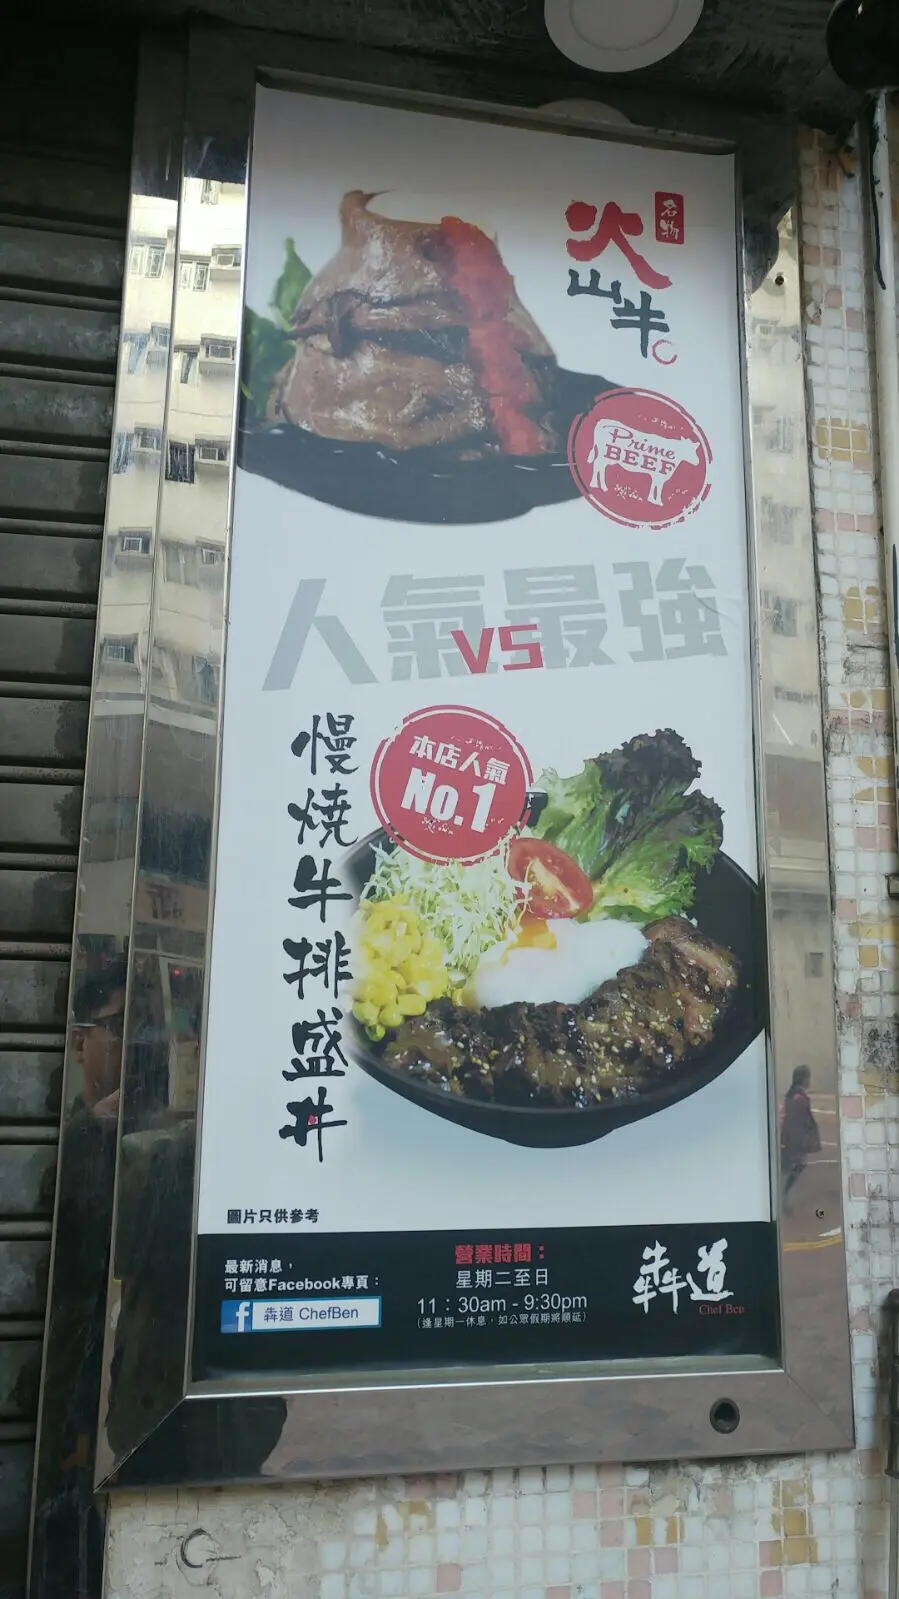 名物
火山牛
Prime
BEEF
人氣最強
VS
本店人氣
No.1
慢燒牛排盛丼
圖片只供參考
最新消息，
可留意Facebook專頁：
f 犇道 ChefBen
營業時間：
星期二至日
11：30am - 9:30pm
（逢星期一休息，如公眾假期將順延）
犇道
Chef Ben